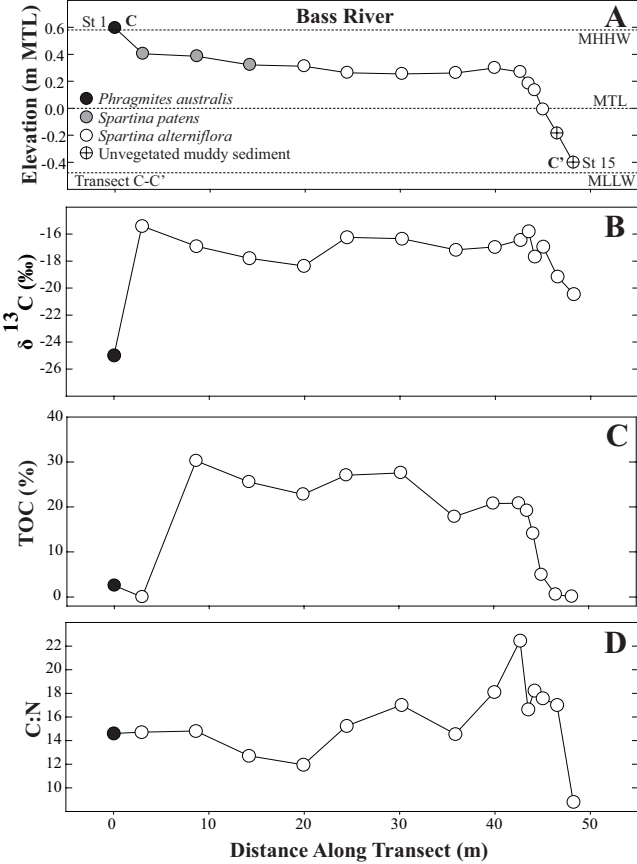 Bass River
A
St 1
C
MHHW
0.6
0.4
0.2
0.0
-0.2
-0.4
Elevation (m MTL)
Phragmites australis
Spartina patens
Spartina alterniflora
Unvegetated muddy sediment
MTL
C' St 15
Transect C-C'
MLLW
B
-16
-18
-20
-22
-24
-26
δ 13C (‰)
C
40
30
20
10
0
TOC (%)
D
22
20
18
16
14
12
10
C:N
0 10 20 30 40 50
Distance Along Transect (m)